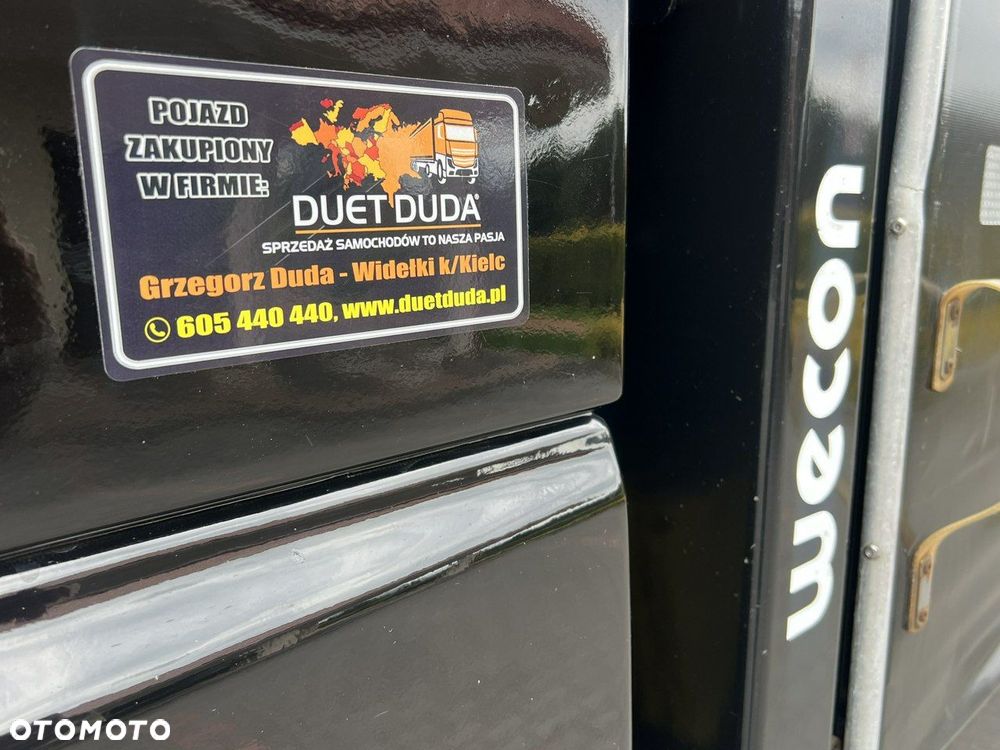 POJAZD
ZAKUPIONY
W FIRMIE:
DUET DUDA®
SPRZEDAŻ SAMOCHODÓW TO NASZA PASJA
Grzegorz Duda - Widełki k/Kielc
605 440 440, www.duetduda.pl
wecon
OTOMOTO